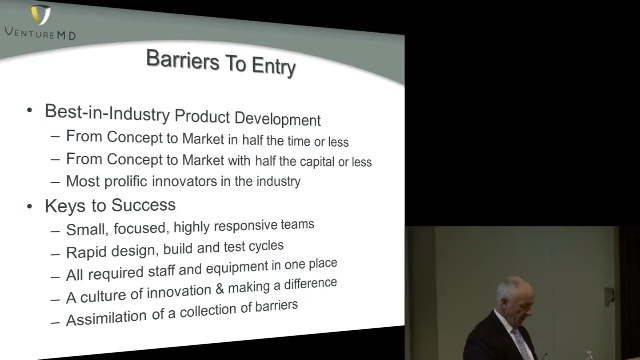 VENTUREMD
Barriers To Entry
• Best-in-Industry Product Development
– From Concept to Market in half the time or less
– From Concept to Market with half the capital or less
– Most prolific innovators in the industry
• Keys to Success
– Small, focused, highly responsive teams
– Rapid design, build and test cycles
– All required staff and equipment in one place
– A culture of innovation & making a difference
– Assimilation of a collection of barriers